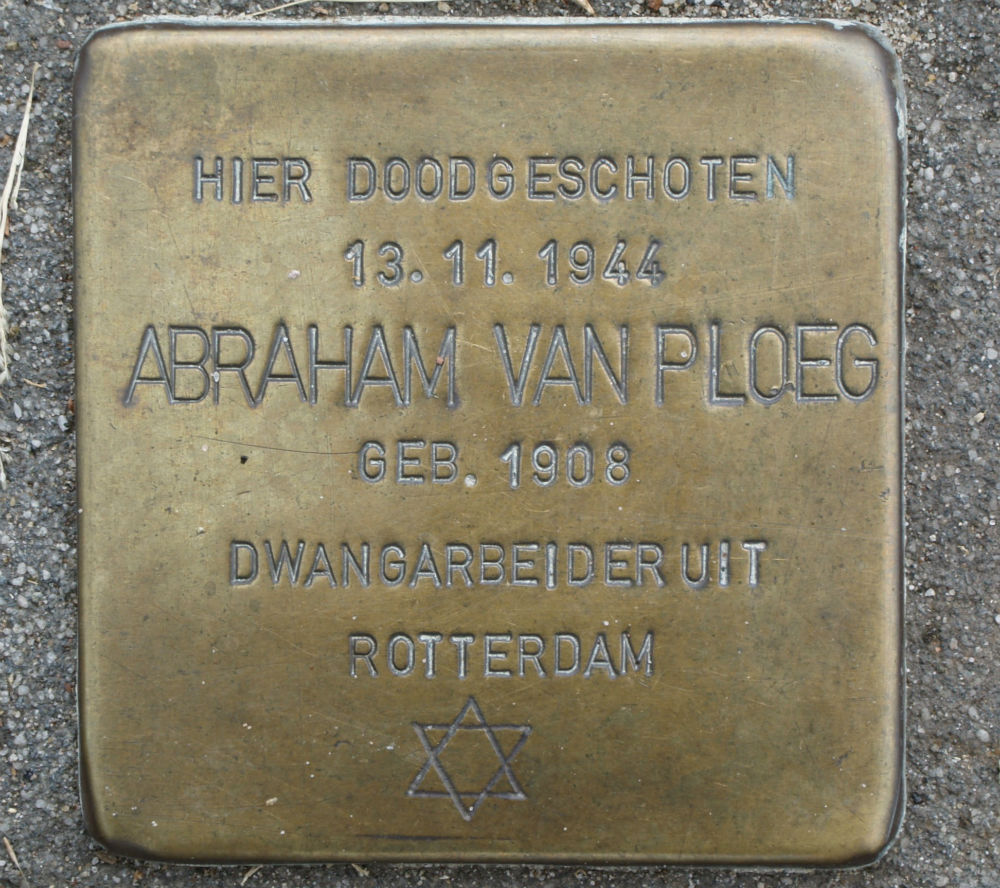 HIER DOODGESCHOTEN
13.11.1944
ABRAHAM VAN PLOEG
GEB. 1908
DWANGARBEIDER UIT
ROTTERDAM